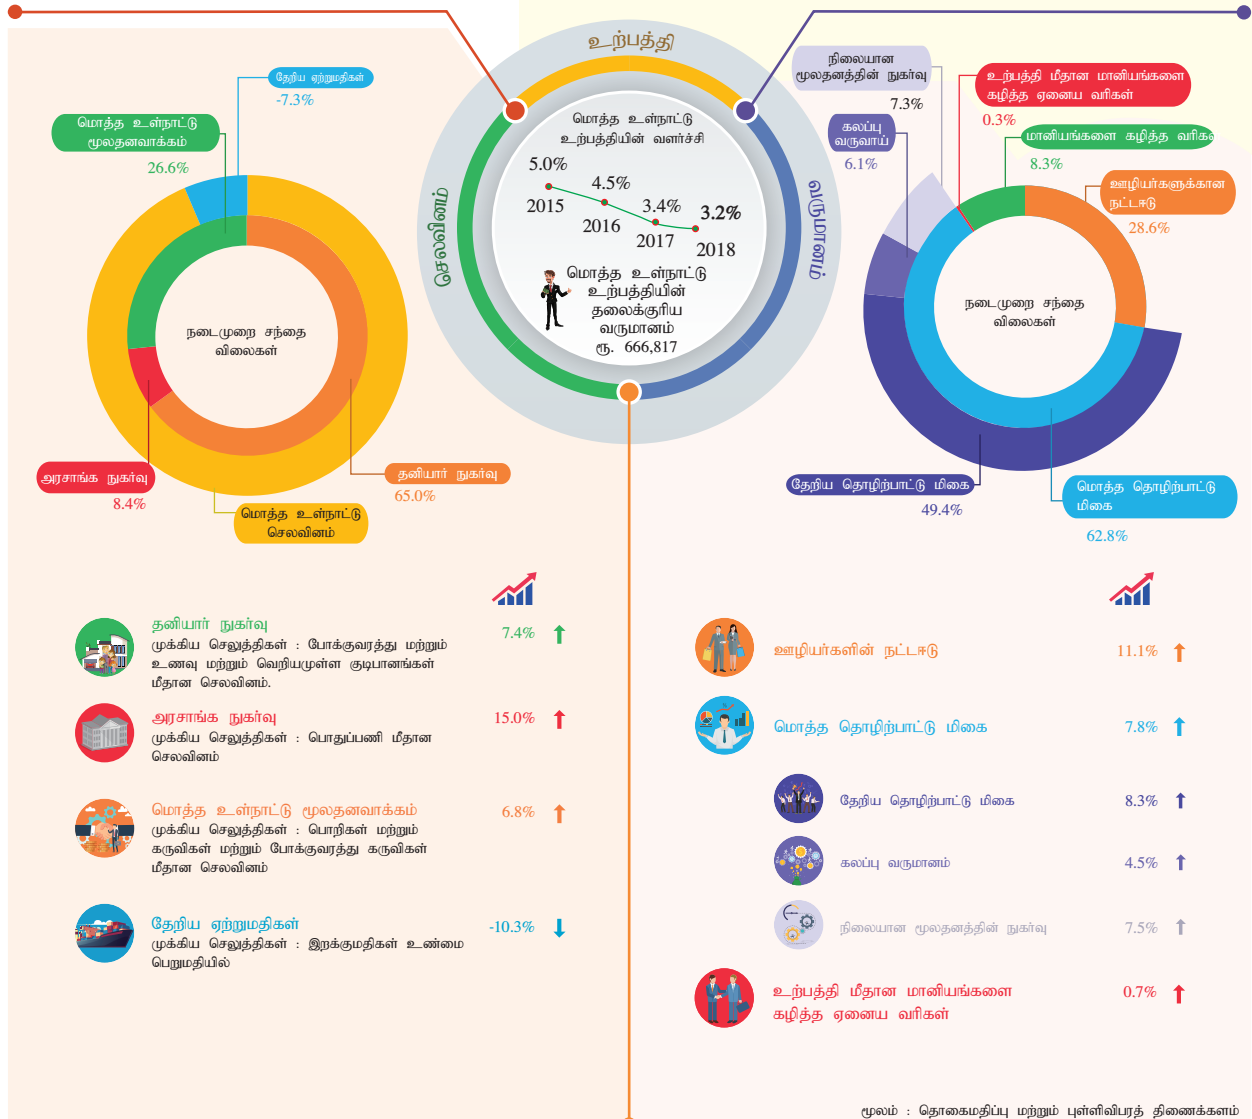 உற்பத்தி
செலவினம்
வருமானம்
மொத்த உள்நாட்டு
உற்பத்தியின் வளர்ச்சி
5.0%
2015
4.5%
2016
3.4%
2017
3.2%
2018
மொத்த உள்நாட்டு
உற்பத்தியின்
தலைக்குரிய
வருமானம்
ரூ. 666,817
தேறிய ஏற்றுமதிகள்
-7.3%
மொத்த உள்நாட்டு
மூலதனவாக்கம்
26.6%
நடைமுறை சந்தை
விலைகள்
அரசாங்க நுகர்வு
8.4%
தனியார் நுகர்வு
65.0%
மொத்த உள்நாட்டு
செலவினம்
நிலையான
மூலதனத்தின் நுகர்வு
7.3%
உற்பத்தி மீதான மானியங்களை
கழித்த ஏனைய வரிகள்
0.3%
கலப்பு
வருவாய்
6.1%
மானியங்களை கழித்த வரிகள்
8.3%
ஊழியர்களுக்கான
நட்டஈடு
28.6%
நடைமுறை சந்தை
விலைகள்
தேறிய தொழிற்பாட்டு மிகை
49.4%
மொத்த தொழிற்பாட்டு
மிகை
62.8%
தனியார் நுகர்வு
முக்கிய செலுத்திகள் : போக்குவரத்து மற்றும்
உணவு மற்றும் வெறியமுள்ள குடிபானங்கள்
மீதான செலவினம்.
7.4%
அரசாங்க நுகர்வு
முக்கிய செலுத்திகள் : பொதுப்பணி மீதான
செலவினம்
15.0%
மொத்த உள்நாட்டு மூலதனவாக்கம்
முக்கிய செலுத்திகள் : பொறிகள் மற்றும்
கருவிகள் மற்றும் போக்குவரத்து கருவிகள்
மீதான செலவினம்
6.8%
தேறிய ஏற்றுமதிகள்
முக்கிய செலுத்திகள் : இறக்குமதிகள் உண்மை
பெறுமதியில்
-10.3%
ஊழியர்களின் நட்டஈடு
11.1%
மொத்த தொழிற்பாட்டு மிகை
7.8%
தேறிய தொழிற்பாட்டு மிகை
8.3%
கலப்பு வருமானம்
4.5%
நிலையான மூலதனத்தின் நுகர்வு
7.5%
உற்பத்தி மீதான மானியங்களை
கழித்த ஏனைய வரிகள்
0.7%
மூலம் : தொகைமதிப்பு மற்றும் புள்ளிவிபரத் திணைக்களம்